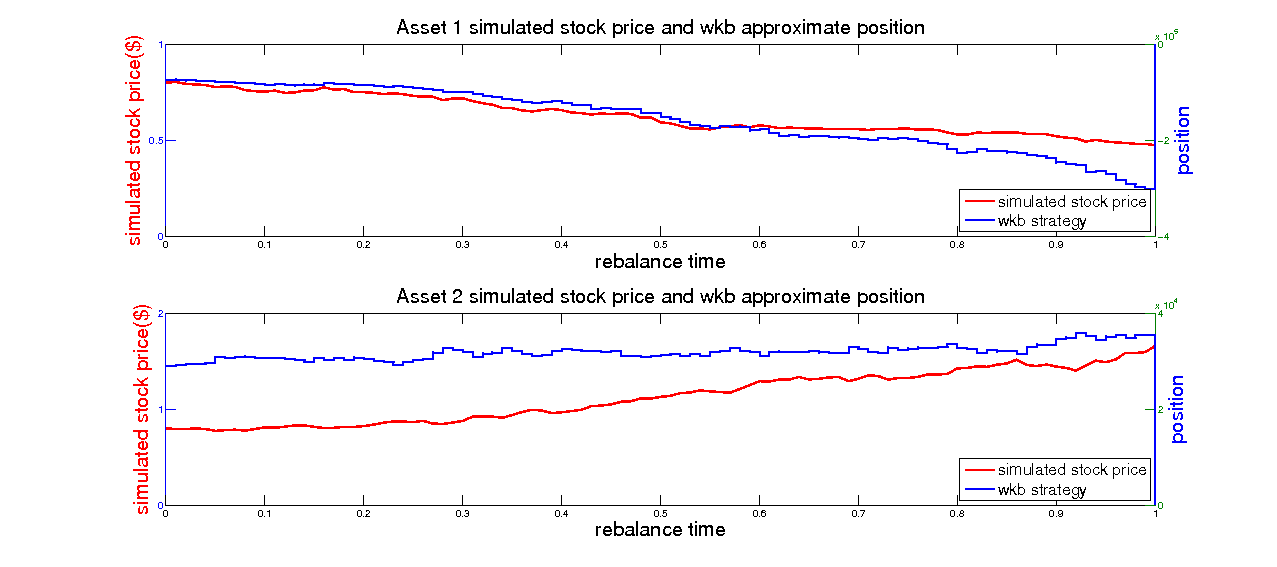 Asset 1 simulated stock price and wkb approximate position
x 10^5
1
0.5
0
0
-2
-4
simulated stock price($)
position
simulated stock price
wkb strategy
0 0.1 0.2 0.3 0.4 0.5 0.6 0.7 0.8 0.9 1
rebalance time
Asset 2 simulated stock price and wkb approximate position
x 10^4
2
1
0
4
2
0
simulated stock price($)
position
simulated stock price
wkb strategy
0 0.1 0.2 0.3 0.4 0.5 0.6 0.7 0.8 0.9 1
rebalance time